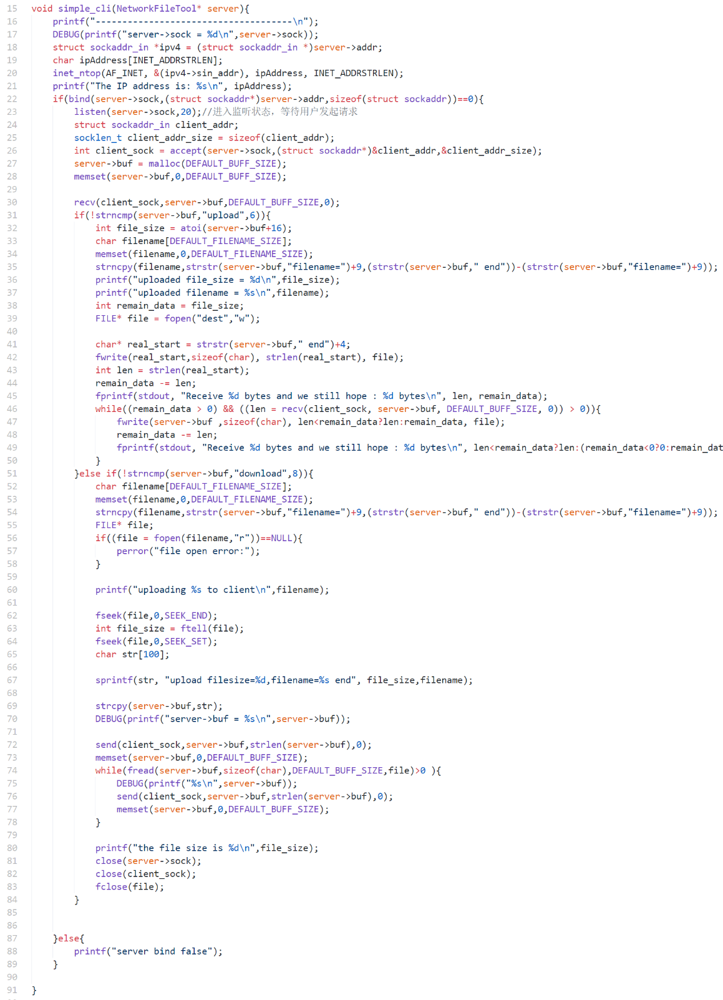 15 void simple_cli(NetworkFileTool* server){
16     printf("-------------------------------------\n");
17     DEBUG(printf("server->sock = %d\n",server->sock));
18     struct sockaddr_in *ipv4 = (struct sockaddr_in *)server->addr;
19     char ipAddress[INET_ADDRSTRLEN];
20     inet_ntop(AF_INET, &(ipv4->sin_addr), ipAddress, INET_ADDRSTRLEN);
21     printf("The IP address is: %s\n", ipAddress);
22     if(bind(server->sock,(struct sockaddr*)server->addr,sizeof(struct sockaddr))==0){
23         listen(server->sock,20);//进入监听状态，等待用户发起请求
24         struct sockaddr_in client_addr;
25         socklen_t client_addr_size = sizeof(client_addr);
26         int client_sock = accept(server->sock,(struct sockaddr*)&client_addr,&client_addr_size);
27         server->buf = malloc(DEFAULT_BUFF_SIZE);
28         memset(server->buf,0,DEFAULT_BUFF_SIZE);
29
30         recv(client_sock,server->buf,DEFAULT_BUFF_SIZE,0);
31         if(!strncmp(server->buf,"upload",6)){
32             int file_size = atoi(server->buf+16);
33             char filename[DEFAULT_FILENAME_SIZE];
34             memset(filename,0,DEFAULT_FILENAME_SIZE);
35             strncpy(filename,strstr(server->buf,"filename=")+9,(strstr(server->buf," end"))-(strstr(server->buf,"filename=")+9));
36             printf("uploaded file_size = %d\n",file_size);
37             printf("uploaded filename = %s\n",filename);
38             int remain_data = file_size;
39             FILE* file = fopen("dest","w");
40
41             char* real_start = strstr(server->buf," end")+4;
42             fwrite(real_start,sizeof(char), strlen(real_start), file);
43             int len = strlen(real_start);
44             remain_data -= len;
45             fprintf(stdout, "Receive %d bytes and we still hope : %d bytes\n", len, remain_data);
46             while((remain_data > 0) && ((len = recv(client_sock, server->buf, DEFAULT_BUFF_SIZE, 0)) > 0)){
47                 fwrite(server->buf ,sizeof(char), len<remain_data?len:remain_data, file);
48                 remain_data -= len;
49                 fprintf(stdout, "Receive %d bytes and we still hope : %d bytes\n", len<remain_data?len:(remain_data<0?0:remain_dat
50             }
51         }else if(!strncmp(server->buf,"download",8)){
52             char filename[DEFAULT_FILENAME_SIZE];
53             memset(filename,0,DEFAULT_FILENAME_SIZE);
54             strncpy(filename,strstr(server->buf,"filename=")+9,(strstr(server->buf," end"))-(strstr(server->buf,"filename=")+9));
55             FILE* file;
56             if((file = fopen(filename,"r"))==NULL){
57                 perror("file open error:");
58             }
59
60             printf("uploading %s to client\n",filename);
61
62             fseek(file,0,SEEK_END);
63             int file_size = ftell(file);
64             fseek(file,0,SEEK_SET);
65             char str[100];
66
67             sprintf(str, "upload filesize=%d,filename=%s end", file_size,filename);
68
69             strcpy(server->buf,str);
70             DEBUG(printf("server->buf = %s\n",server->buf));
71
72             send(client_sock,server->buf,strlen(server->buf),0);
73             memset(server->buf,0,DEFAULT_BUFF_SIZE);
74             while(fread(server->buf,sizeof(char),DEFAULT_BUFF_SIZE,file)>0 ){
75                 DEBUG(printf("%s\n",server->buf));
76                 send(client_sock,server->buf,strlen(server->buf),0);
77                 memset(server->buf,0,DEFAULT_BUFF_SIZE);
78             }
79
80             printf("the file size is %d\n",file_size);
81             close(server->sock);
82             close(client_sock);
83             fclose(file);
84         }
85
86
87     }else{
88         printf("server bind false");
89     }
90
91 }